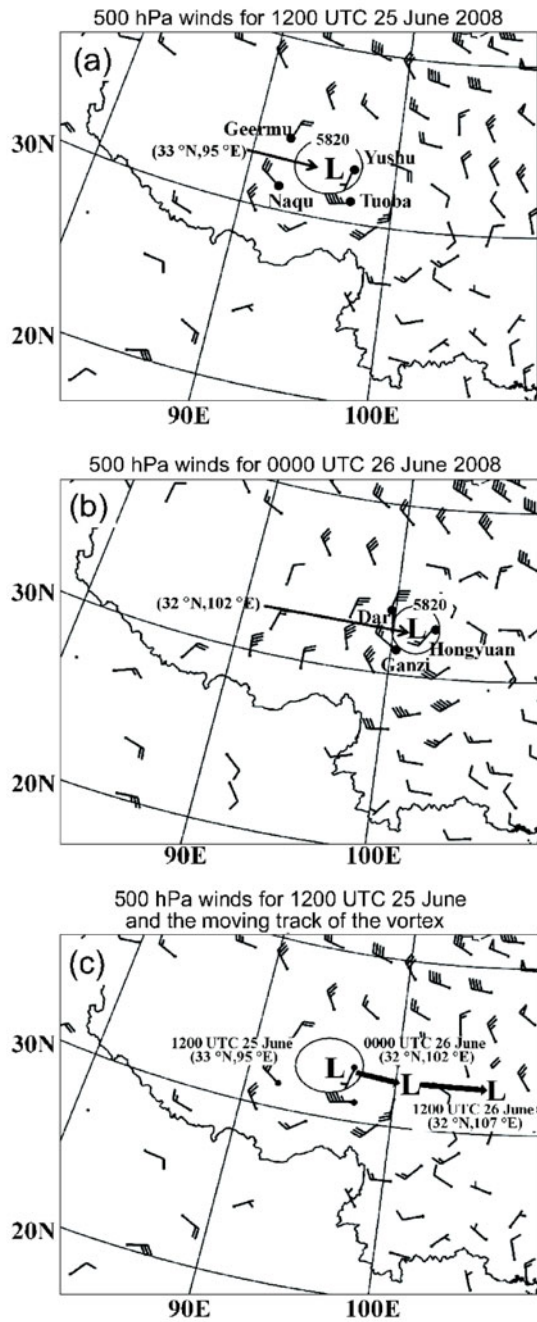 500 hPa winds for 1200 UTC 25 June 2008
(a)
Geermu
5820
30N
(33 °N,95 °E)
L
Yushu
Naqu
Tuoba
20N
90E
100E
500 hPa winds for 0000 UTC 26 June 2008
(b)
30N
(32 °N,102 °E)
5820
Dari
L
Hongyuan
Ganzi
20N
90E
100E
500 hPa winds for 1200 UTC 25 June
and the moving track of the vortex
(c)
1200 UTC 25 June
(33 °N,95 °E)
0000 UTC 26 June
(32 °N,102 °E)
30N
L
L
L
1200 UTC 26 June
(32 °N,107 °E)
20N
90E
100E